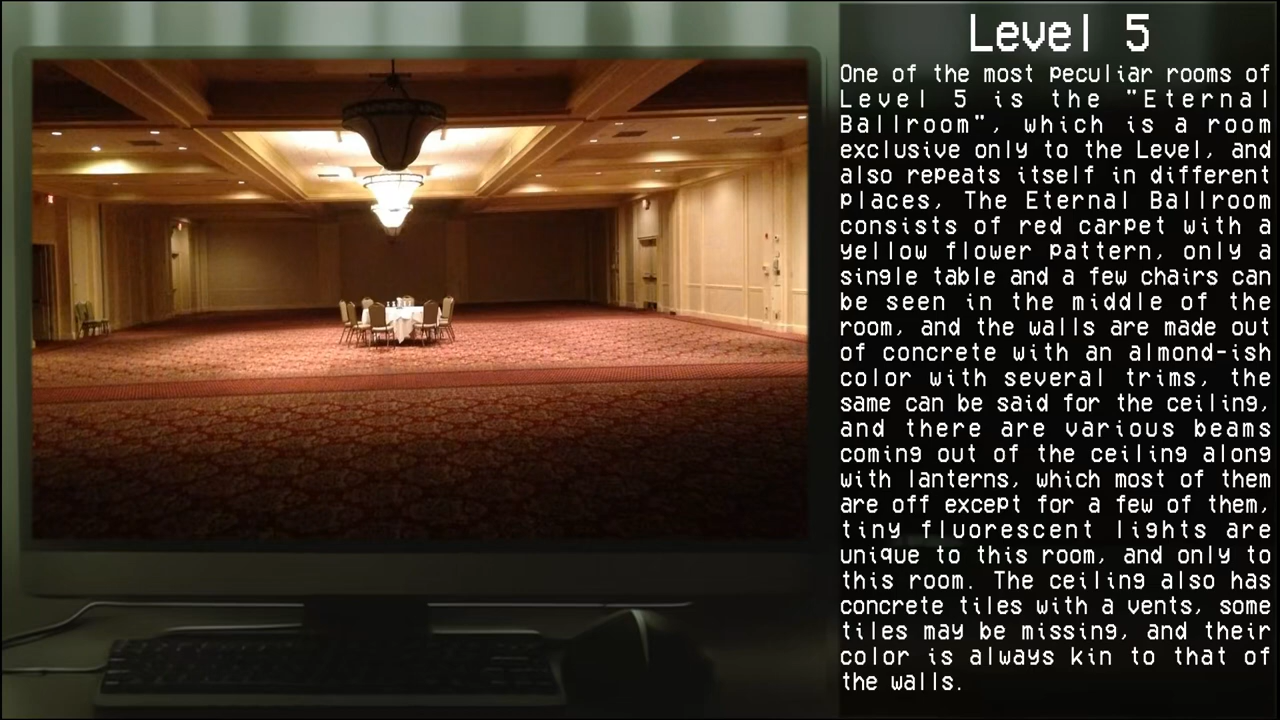 Level 5
One of the most peculiar rooms of
Level 5 is the "Eternal
Ballroom", which is a room
exclusive only to the Level, and
also repeats itself in different
places, The Eternal Ballroom
consists of red carpet with a
yellow flower pattern, only a
single table and a few chairs can
be seen in the middle of the
room, and the walls are made out
of concrete with an almond-ish
color with several trims, the
same can be said for the ceiling,
and there are various beams
coming out of the ceiling along
with lanterns, which most of them
are off except for a few of them,
tiny fluorescent lights are
unique to this room, and only to
this room. The ceiling also has
concrete tiles with a vents, some
tiles may be missing, and their
color is always kin to that of
the walls.